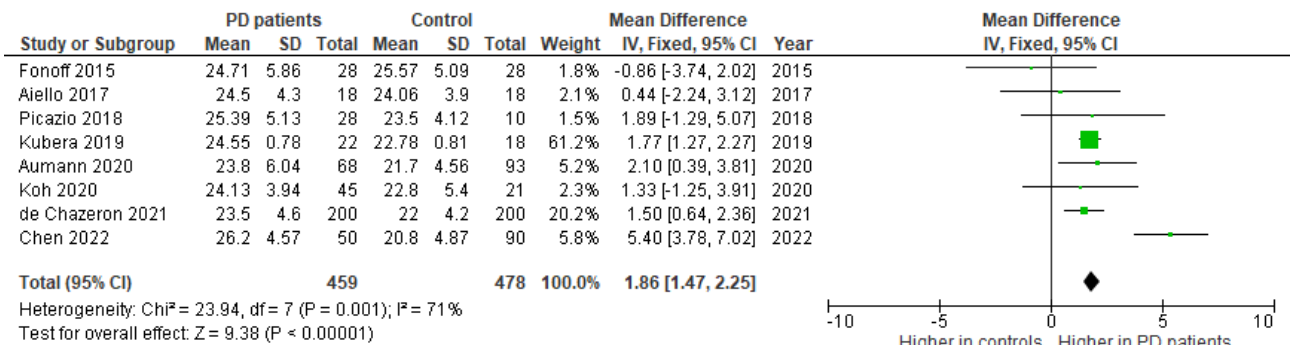 PD patients Control Mean Difference Mean Difference
Study or Subgroup Mean SD Total Mean SD Total Weight IV, Fixed, 95% CI Year IV, Fixed, 95% CI
Fonoff 2015 24.71 5.86 28 25.57 5.09 28 1.8% -0.86 [-3.74, 2.02] 2015
Aiello 2017 24.5 4.3 18 24.06 3.9 18 2.1% 0.44 [-2.24, 3.12] 2017
Picazio 2018 25.39 5.13 28 23.5 4.12 10 1.5% 1.89 [-1.29, 5.07] 2018
Kubera 2019 24.55 0.78 22 22.78 0.81 18 61.2% 1.77 [1.27, 2.27] 2019
Aumann 2020 23.8 6.04 68 21.7 4.56 93 5.2% 2.10 [0.39, 3.81] 2020
Koh 2020 24.13 3.94 45 22.8 5.4 21 2.3% 1.33 [-1.25, 3.91] 2020
de Chazeron 2021 23.5 4.6 200 22 4.2 200 20.2% 1.50 [0.64, 2.36] 2021
Chen 2022 26.2 4.57 50 20.8 4.87 90 5.8% 5.40 [3.78, 7.02] 2022
Total (95% CI) 459 478 100.0% 1.86 [1.47, 2.25]
Heterogeneity: Chi² = 23.94, df = 7 (P = 0.001); I² = 71%
Test for overall effect: Z = 9.38 (P < 0.00001)
-10 -5 0 5 10
Higher in controls Higher in PD patients